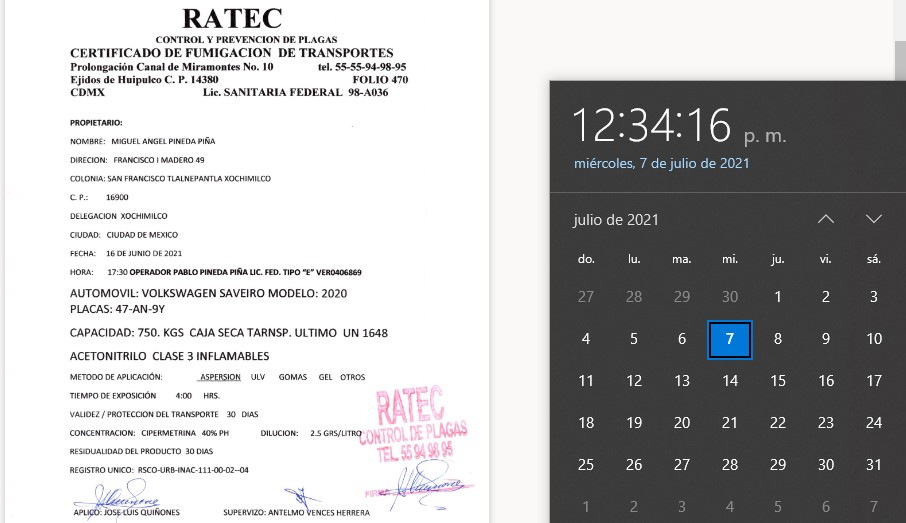 RATEC
CONTROL Y PREVENCION DE PLAGAS
CERTIFICADO DE FUMIGACION DE TRANSPORTES
Prolongación Canal de Miramontes No. 10 tel. 55-55-94-98-95
Ejidos de Huipulco C. P. 14380 FOLIO 470
CDMX Lic. SANITARIA FEDERAL 98-A036
PROPIETARIO:
NOMBRE: MIGUEL ANGEL PINEDA PIÑA
DIRECION: FRANCISCO I MADERO 49
COLONIA: SAN FRANCISCO TLALNEPANTLA XOCHIMILCO
C. P.: 16900
DELEGACION XOCHIMILCO
CIUDAD: CIUDAD DE MEXICO
FECHA: 16 DE JUNIO DE 2021
HORA: 17:30 OPERADOR PABLO PINEDA PIÑA LIC. FED. TIPO "E" VER0406869
AUTOMOVIL: VOLKSWAGEN SAVEIRO MODELO: 2020
PLACAS: 47-AN-9Y
CAPACIDAD: 750. KGS CAJA SECA TARNSP. ULTIMO UN 1648
ACETONITRILO CLASE 3 INFLAMABLES
METODO DE APLICACIÓN: ASPERSION ULV GOMAS GEL OTROS
TIEMPO DE EXPOSICIÓN 4:00 HRS.
VALIDEZ / PROTECCION DEL TRANSPORTE 30 DIAS
CONCENTRACION: CIPERMETRINA 40% PH DILUCION: 2.5 GRS/LITRO
RESIDUALIDAD DEL PRODUCTO 30 DIAS
REGISTRO UNICO: RSCO-URB-INAC-111-00-02--04
RATEC
CONTROL DE PLAGAS
TEL. 55 94 98 95
APLICO: JOSE LUIS QUIÑONES SUPERVIZO: ANTELMO VENCES HERRERA
12:34:16 p. m.
miércoles, 7 de julio de 2021
julio de 2021
do. lu. ma. mi. ju. vi. sá.
27 28 29 30 1 2 3
4 5 6 7 8 9 10
11 12 13 14 15 16 17
18 19 20 21 22 23 24
25 26 27 28 29 30 31
1 2 3 4 5 6 7